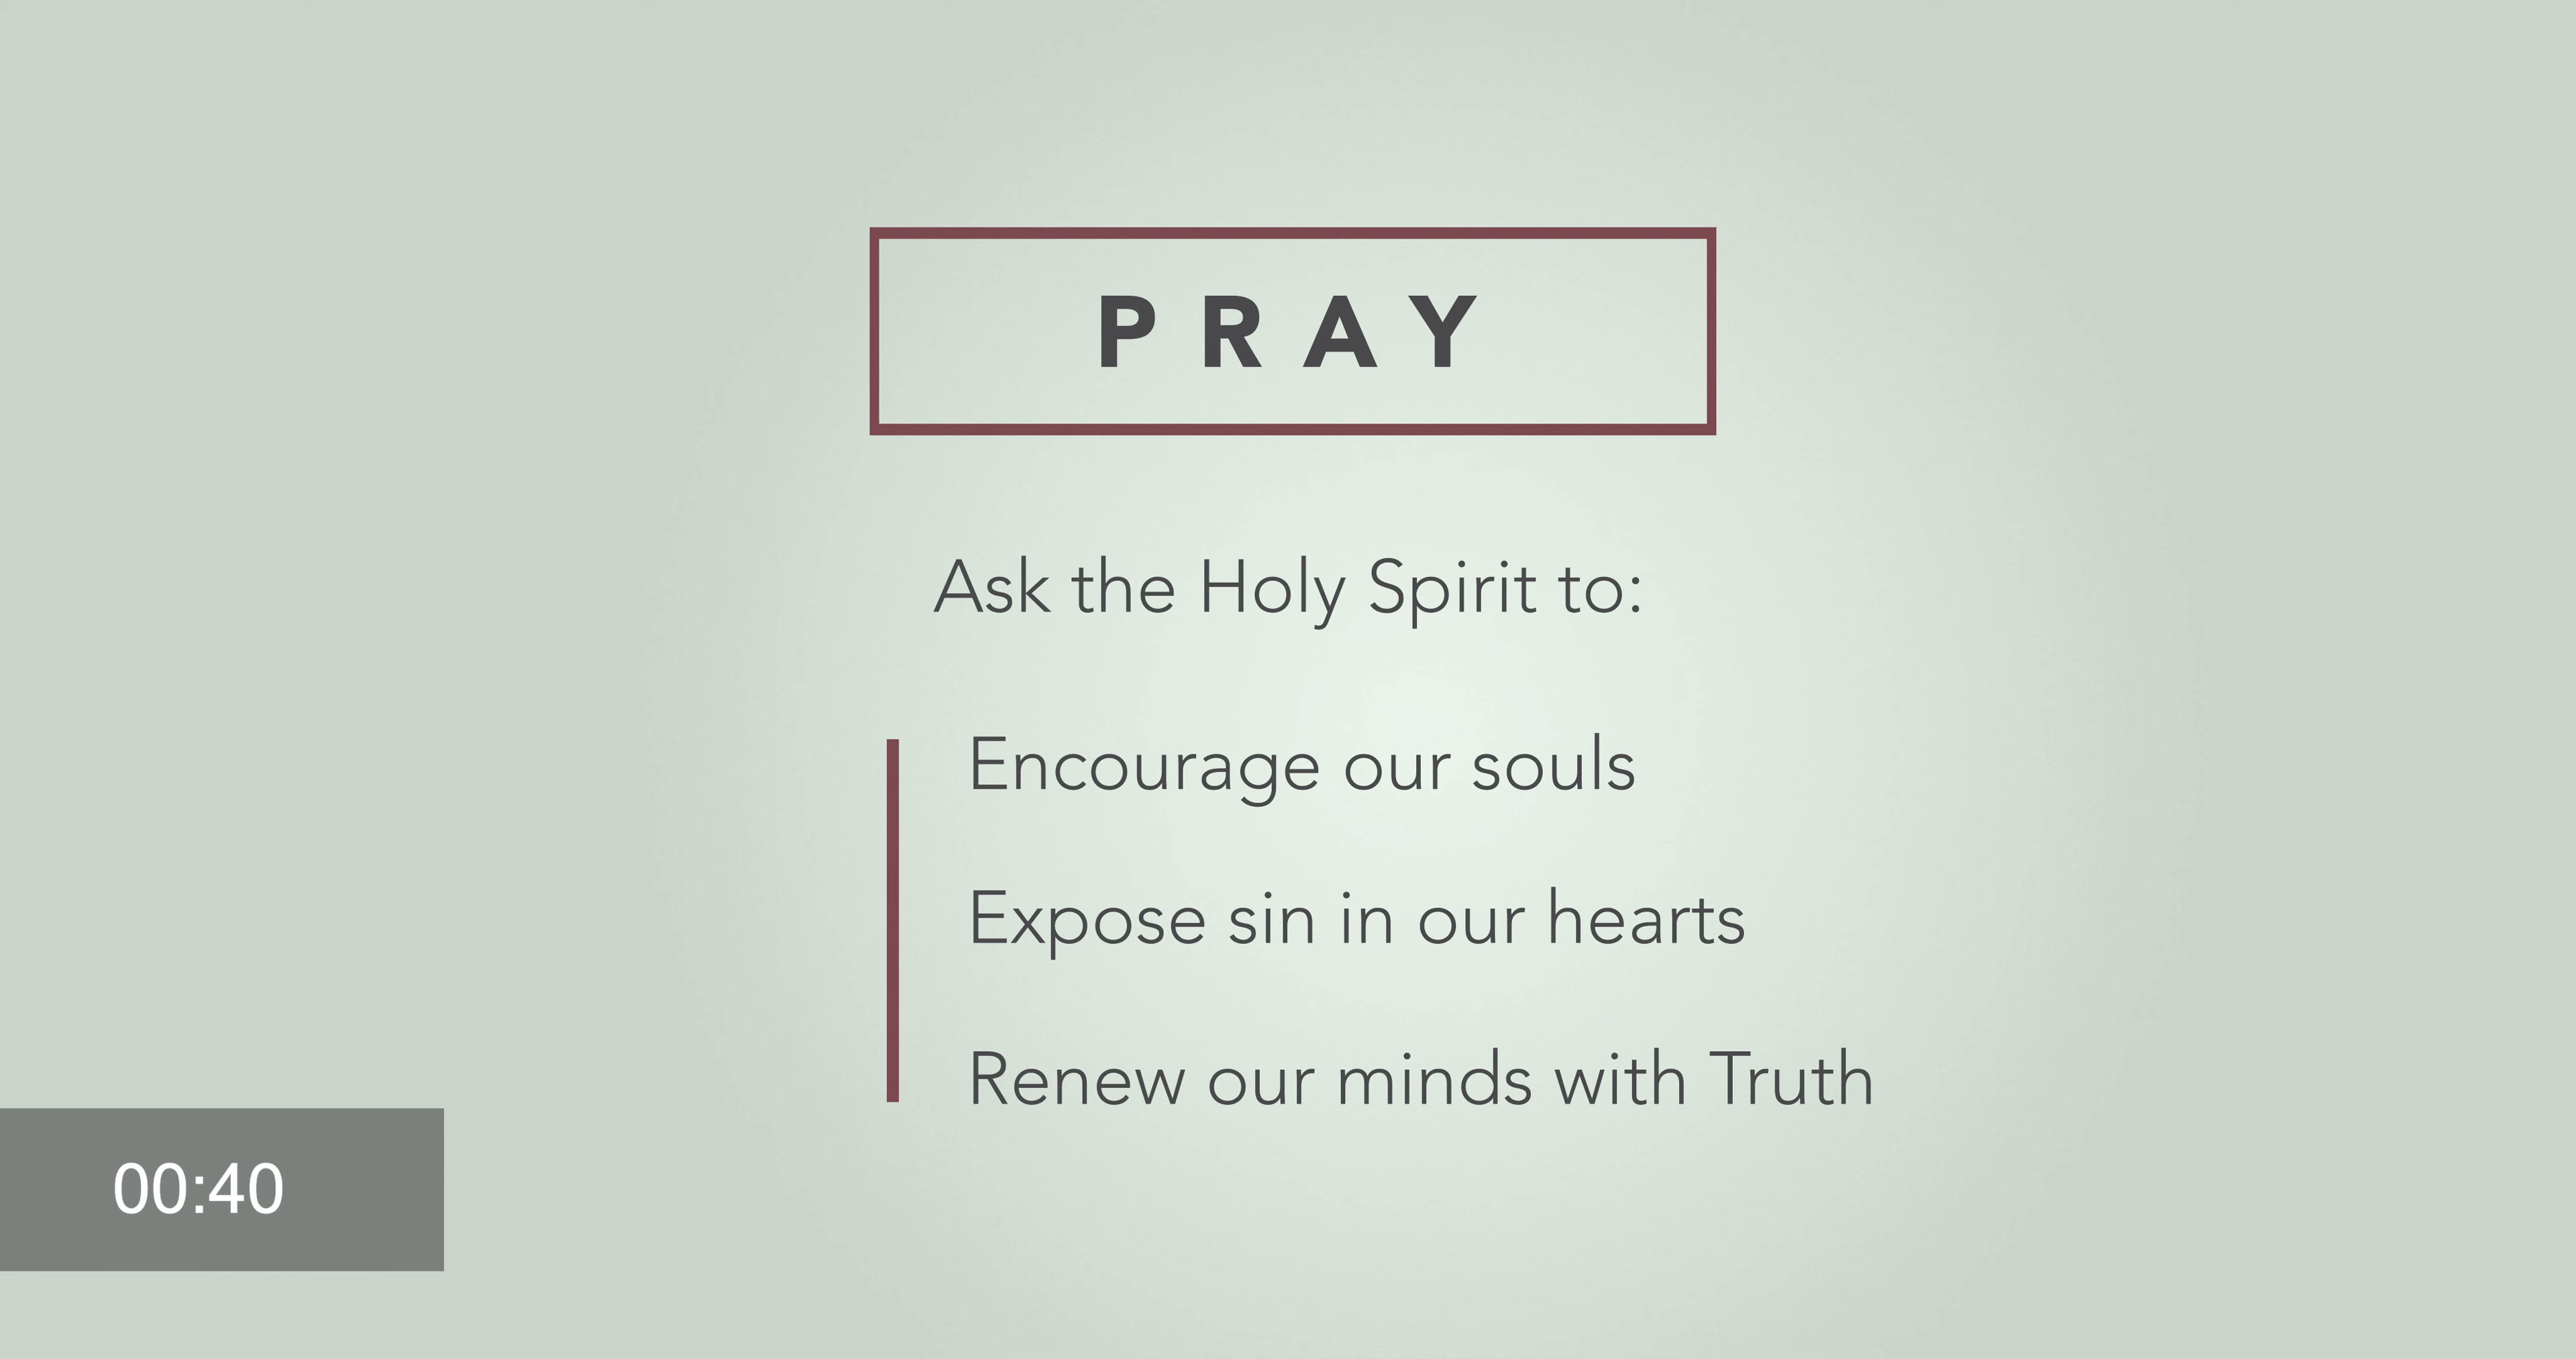 PRAY
Ask the Holy Spirit to:
Encourage our souls
Expose sin in our hearts
Renew our minds with Truth
00:40